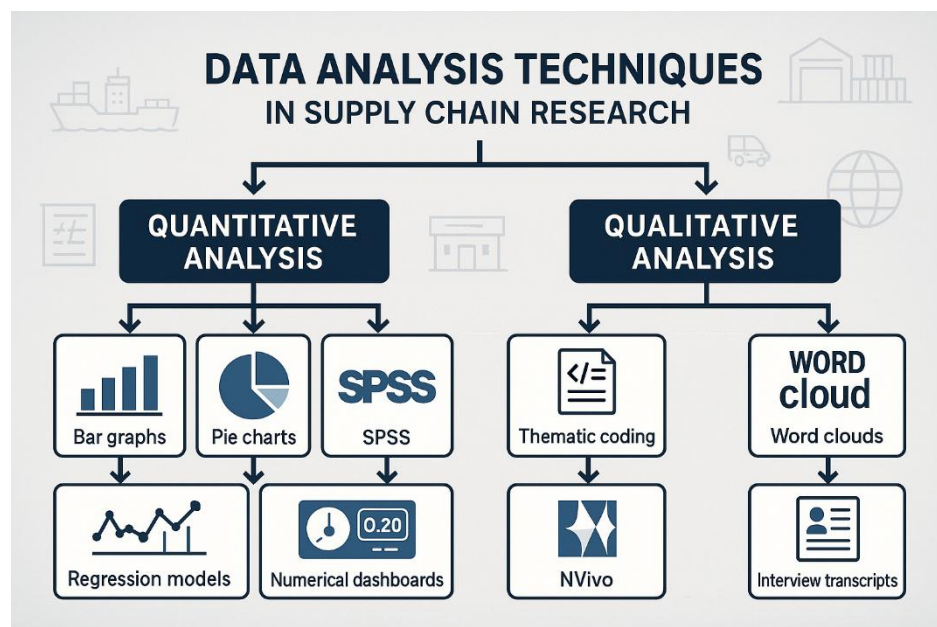 DATA ANALYSIS TECHNIQUES
IN SUPPLY CHAIN RESEARCH
QUANTITATIVE
ANALYSIS
QUALITATIVE
ANALYSIS
Bar graphs
Pie charts
SPSS
SPSS
</=
Thematic coding
WORD
cloud
Word clouds
Regression models
0.20
Numerical dashboards
NVivo
Interview transcripts